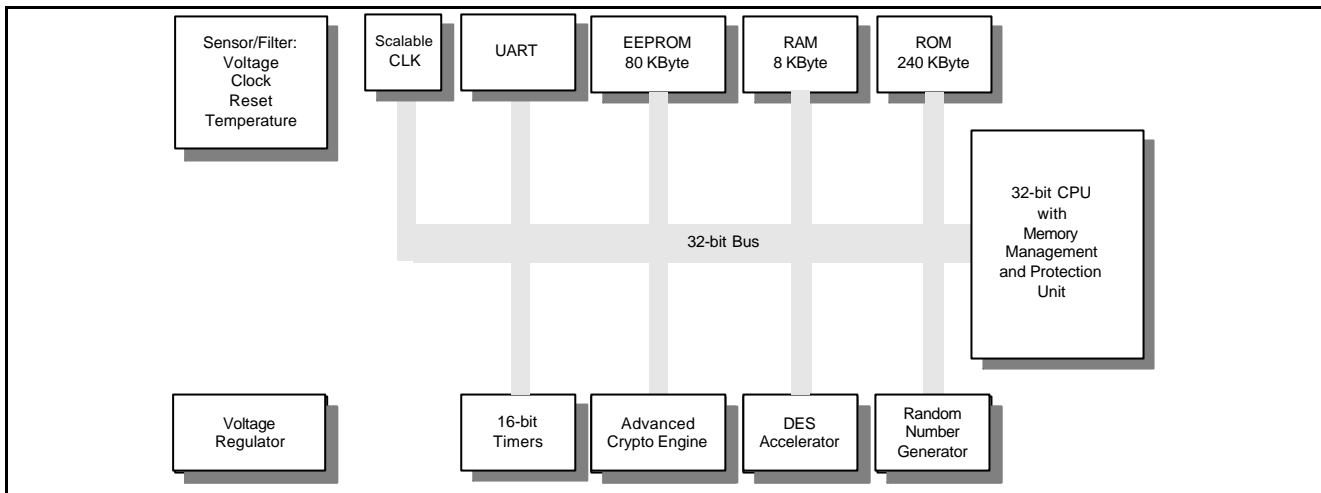 Sensor/Filter:
Voltage
Clock
Reset
Temperature
Scalable
CLK
UART
EEPROM
80 KByte
RAM
8 KByte
ROM
240 KByte
32-bit CPU
with
Memory
Management
and Protection
Unit
32-bit Bus
Voltage
Regulator
16-bit
Timers
Advanced
Crypto Engine
DES
Accelerator
Random
Number
Generator